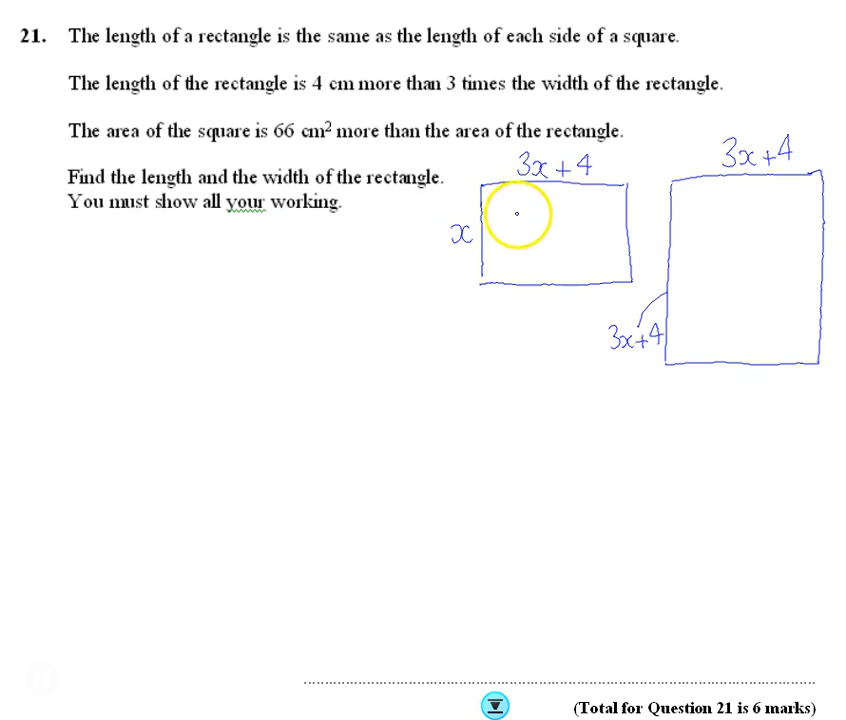 21. The length of a rectangle is the same as the length of each side of a square.
The length of the rectangle is 4 cm more than 3 times the width of the rectangle.
The area of the square is 66 cm² more than the area of the rectangle.
Find the length and the width of the rectangle.
You must show all your working.
3x + 4
3x + 4
x
3x+4
(Total for Question 21 is 6 marks)